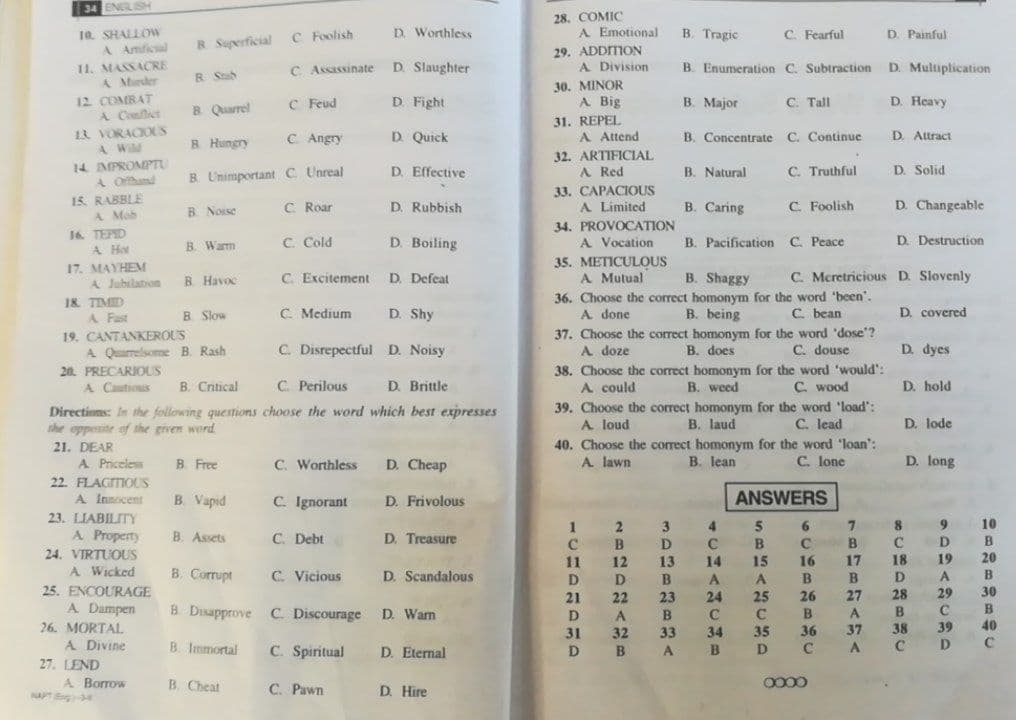 34 ENGLISH
10. SHALLOW
A. Artificial B. Superficial C. Foolish D. Worthless
11. MASSACRE
A. Murder B. Stab C. Assassinate D. Slaughter
12. COMBAT
A. Conflict B. Quarrel C. Feud D. Fight
13. VORACIOUS
A. Wild B. Hungry C. Angry D. Quick
14. IMPROMPTU
A. Offhand B. Unimportant C. Unreal D. Effective
15. RABBLE
A. Mob B. Noise C. Roar D. Rubbish
16. TEPID
A. Hot B. Warm C. Cold D. Boiling
17. MAYHEM
A. Jubilation B. Havoc C. Excitement D. Defeat
18. TIMID
A. Fast B. Slow C. Medium D. Shy
19. CANTANKEROUS
A. Quarrelsome B. Rash C. Disrepectful D. Noisy
20. PRECARIOUS
A. Cautious B. Critical C. Perilous D. Brittle
Directions: In the following questions choose the word which best expresses
the opposite of the given word.
21. DEAR
A. Priceless B. Free C. Worthless D. Cheap
22. FLAGITIOUS
A. Innocent B. Vapid C. Ignorant D. Frivolous
23. LIABILITY
A. Property B. Assets C. Debt D. Treasure
24. VIRTUOUS
A. Wicked B. Corrupt C. Vicious D. Scandalous
25. ENCOURAGE
A. Dampen B. Disapprove C. Discourage D. Warn
26. MORTAL
A. Divine B. Immortal C. Spiritual D. Eternal
27. LEND
A. Borrow B. Cheat C. Pawn D. Hire
28. COMIC
A. Emotional B. Tragic C. Fearful D. Painful
29. ADDITION
A. Division B. Enumeration C. Subtraction D. Multiplication
30. MINOR
A. Big B. Major C. Tall D. Heavy
31. REPEL
A. Attend B. Concentrate C. Continue D. Attract
32. ARTIFICIAL
A. Red B. Natural C. Truthful D. Solid
33. CAPACIOUS
A. Limited B. Caring C. Foolish D. Changeable
34. PROVOCATION
A. Vocation B. Pacification C. Peace D. Destruction
35. METICULOUS
A. Mutual B. Shaggy C. Meretricious D. Slovenly
36. Choose the correct homonym for the word 'been'.
A. done B. being C. bean D. covered
37. Choose the correct homonym for the word 'dose'?
A. doze B. does C. douse D. dyes
38. Choose the correct homonym for the word 'would':
A. could B. weed C. wood D. hold
39. Choose the correct homonym for the word 'load':
A. loud B. laud C. lead D. lode
40. Choose the correct homonym for the word 'loan':
A. lawn B. lean C. lone D. long
ANSWERS
1 2 3 4 5 6 7 8 9 10
C B D C B C B C D B
11 12 13 14 15 16 17 18 19 20
D D B A A B B D A B
21 22 23 24 25 26 27 28 29 30
D A B C C B A B C B
31 32 33 34 35 36 37 38 39 40
D B A B D C A C D C